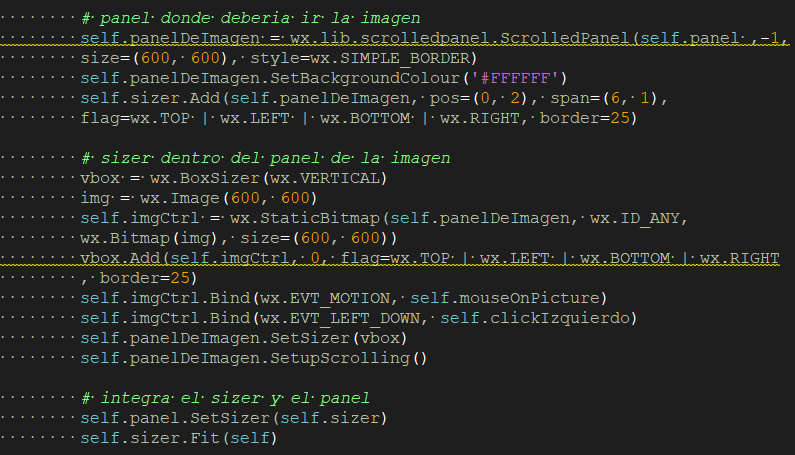 # panel donde deberia ir la imagen
self.panelDeImagen = wx.lib.scrolledpanel.ScrolledPanel(self.panel ,-1,
size=(600, 600), style=wx.SIMPLE_BORDER)
self.panelDeImagen.SetBackgroundColour('#FFFFFF')
self.sizer.Add(self.panelDeImagen, pos=(0, 2), span=(6, 1),
flag=wx.TOP | wx.LEFT | wx.BOTTOM | wx.RIGHT, border=25)
# sizer dentro del panel de la imagen
vbox = wx.BoxSizer(wx.VERTICAL)
img = wx.Image(600, 600)
self.imgCtrl = wx.StaticBitmap(self.panelDeImagen, wx.ID_ANY,
wx.Bitmap(img), size=(600, 600))
vbox.Add(self.imgCtrl, 0, flag=wx.TOP | wx.LEFT | wx.BOTTOM | wx.RIGHT
, border=25)
self.imgCtrl.Bind(wx.EVT_MOTION, self.mouseOnPicture)
self.imgCtrl.Bind(wx.EVT_LEFT_DOWN, self.clickIzquierdo)
self.panelDeImagen.SetSizer(vbox)
self.panelDeImagen.SetupScrolling()
# integra el sizer y el panel
self.panel.SetSizer(self.sizer)
self.sizer.Fit(self)